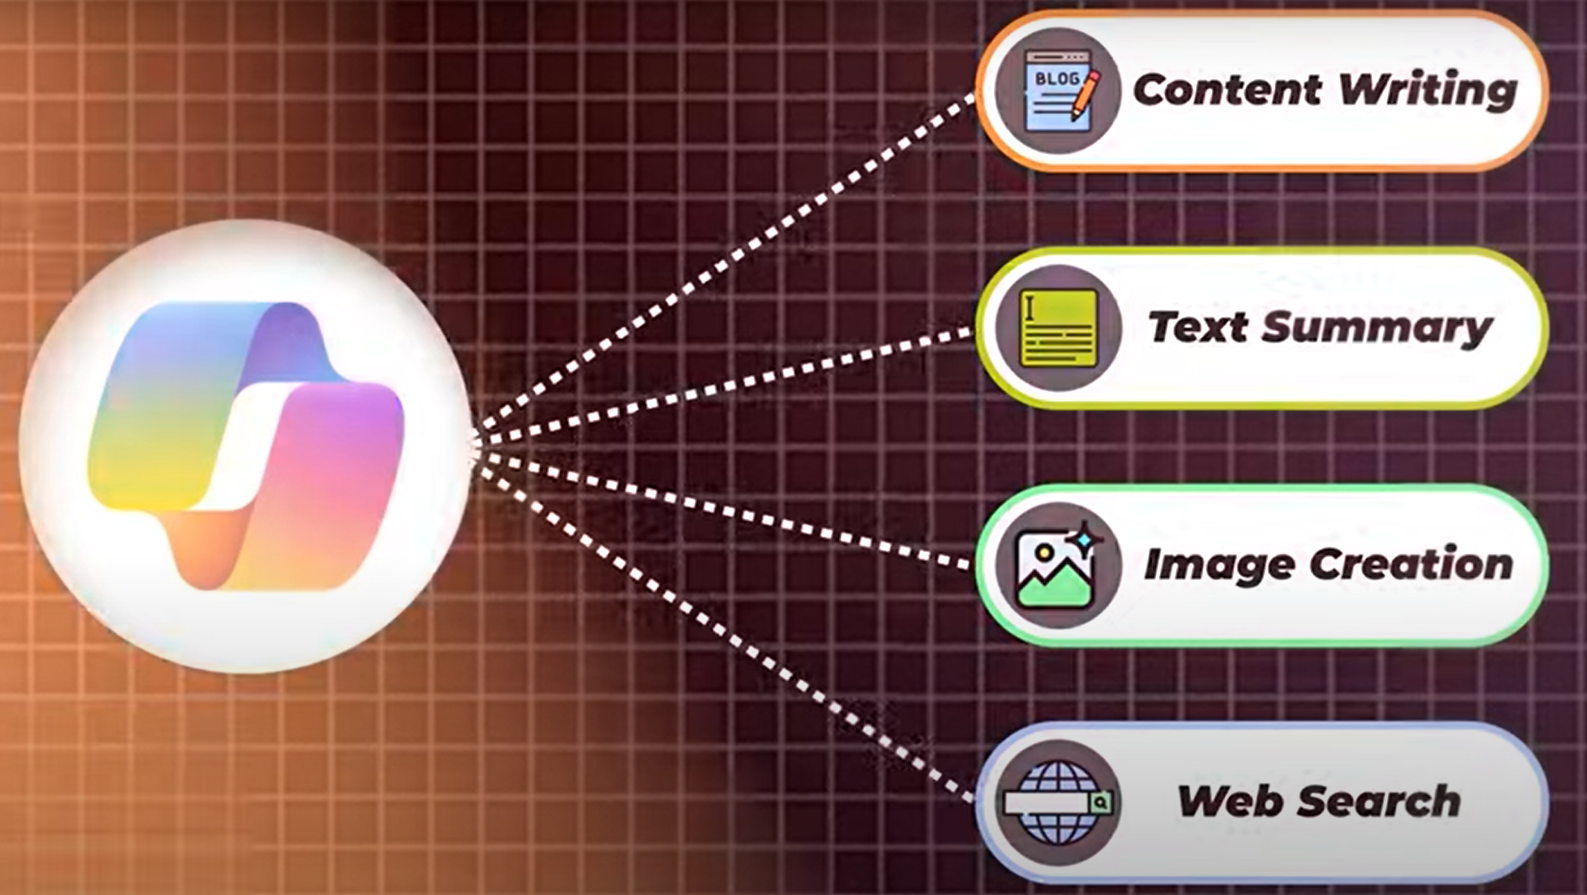 BLOG
Content Writing
Text Summary
Image Creation
Web Search